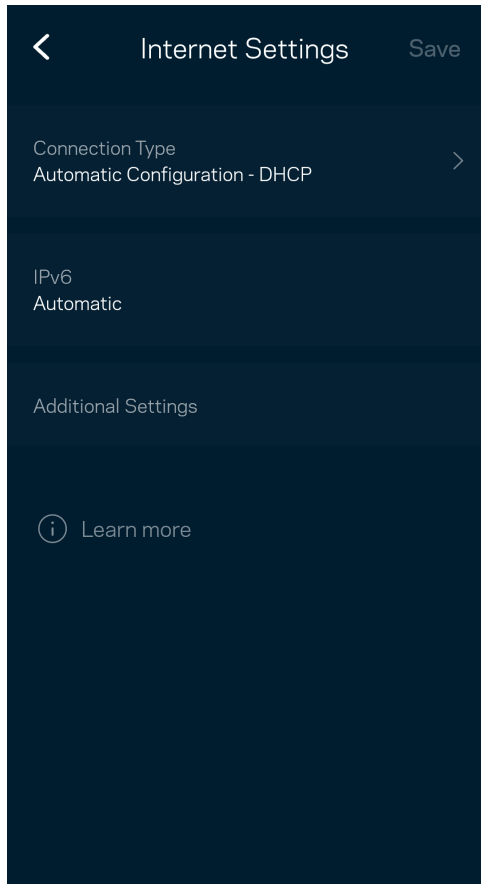 Internet Settings Save
Connection Type
Automatic Configuration - DHCP
IPv6
Automatic
Additional Settings
Learn more